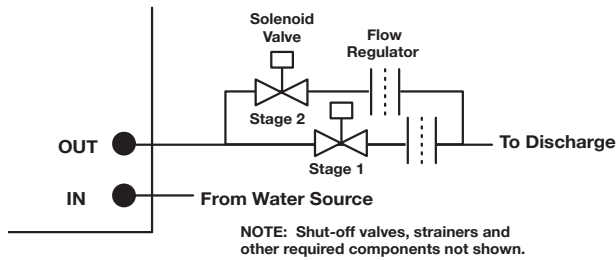 Solenoid
Valve
Flow
Regulator
Stage 2
OUT
To Discharge
Stage 1
IN
From Water Source
NOTE: Shut-off valves, strainers and
other required components not shown.